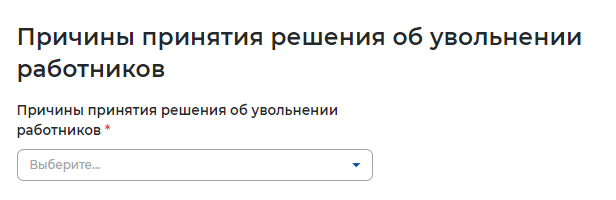 Причины принятия решения об увольнении
работников
Причины принятия решения об увольнении
работников *
Выберите...